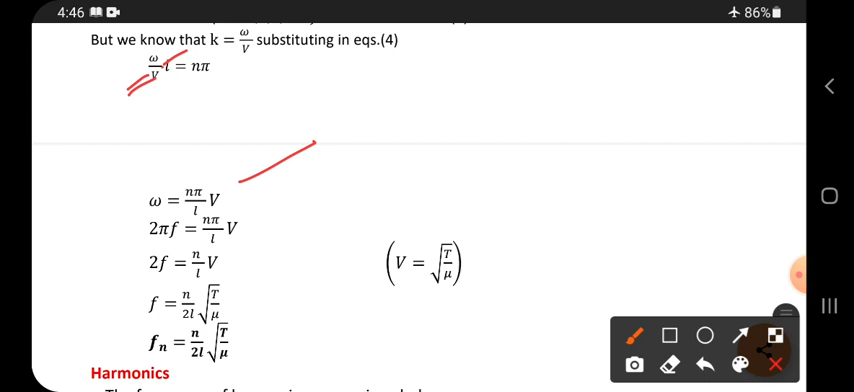 4:46 86%
But we know that k = ω/V substituting in eqs.(4)
ω/V l = nπ
ω = nπ/l V
2πf = nπ/l V
2f = n/l V (V = √(T/μ))
f = n/2l √(T/μ)
fₙ = n/2l √(T/μ)
Harmonics